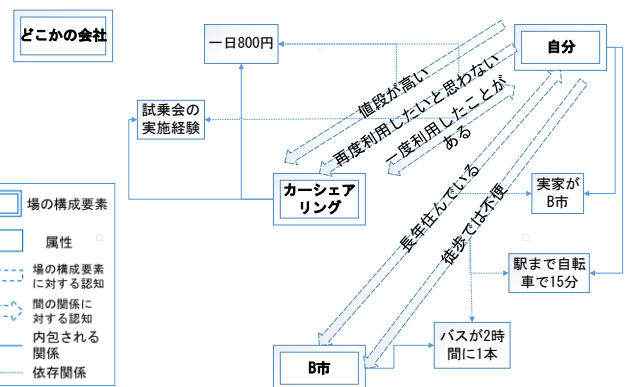 どこかの会社
一日800円
自分
値段が高い
再度利用したいと思わない
一度利用したことが
ある
試乗会の
実施経験
カーシェア
リング
長年住んでいる
徒歩では不便
実家が
B市
駅まで自転
車で15分
バスが2時
間に1本
B市
場の構成要素
属性
場の構成要素
に対する認知
間の関係に
対する認知
内包される
関係
依存関係